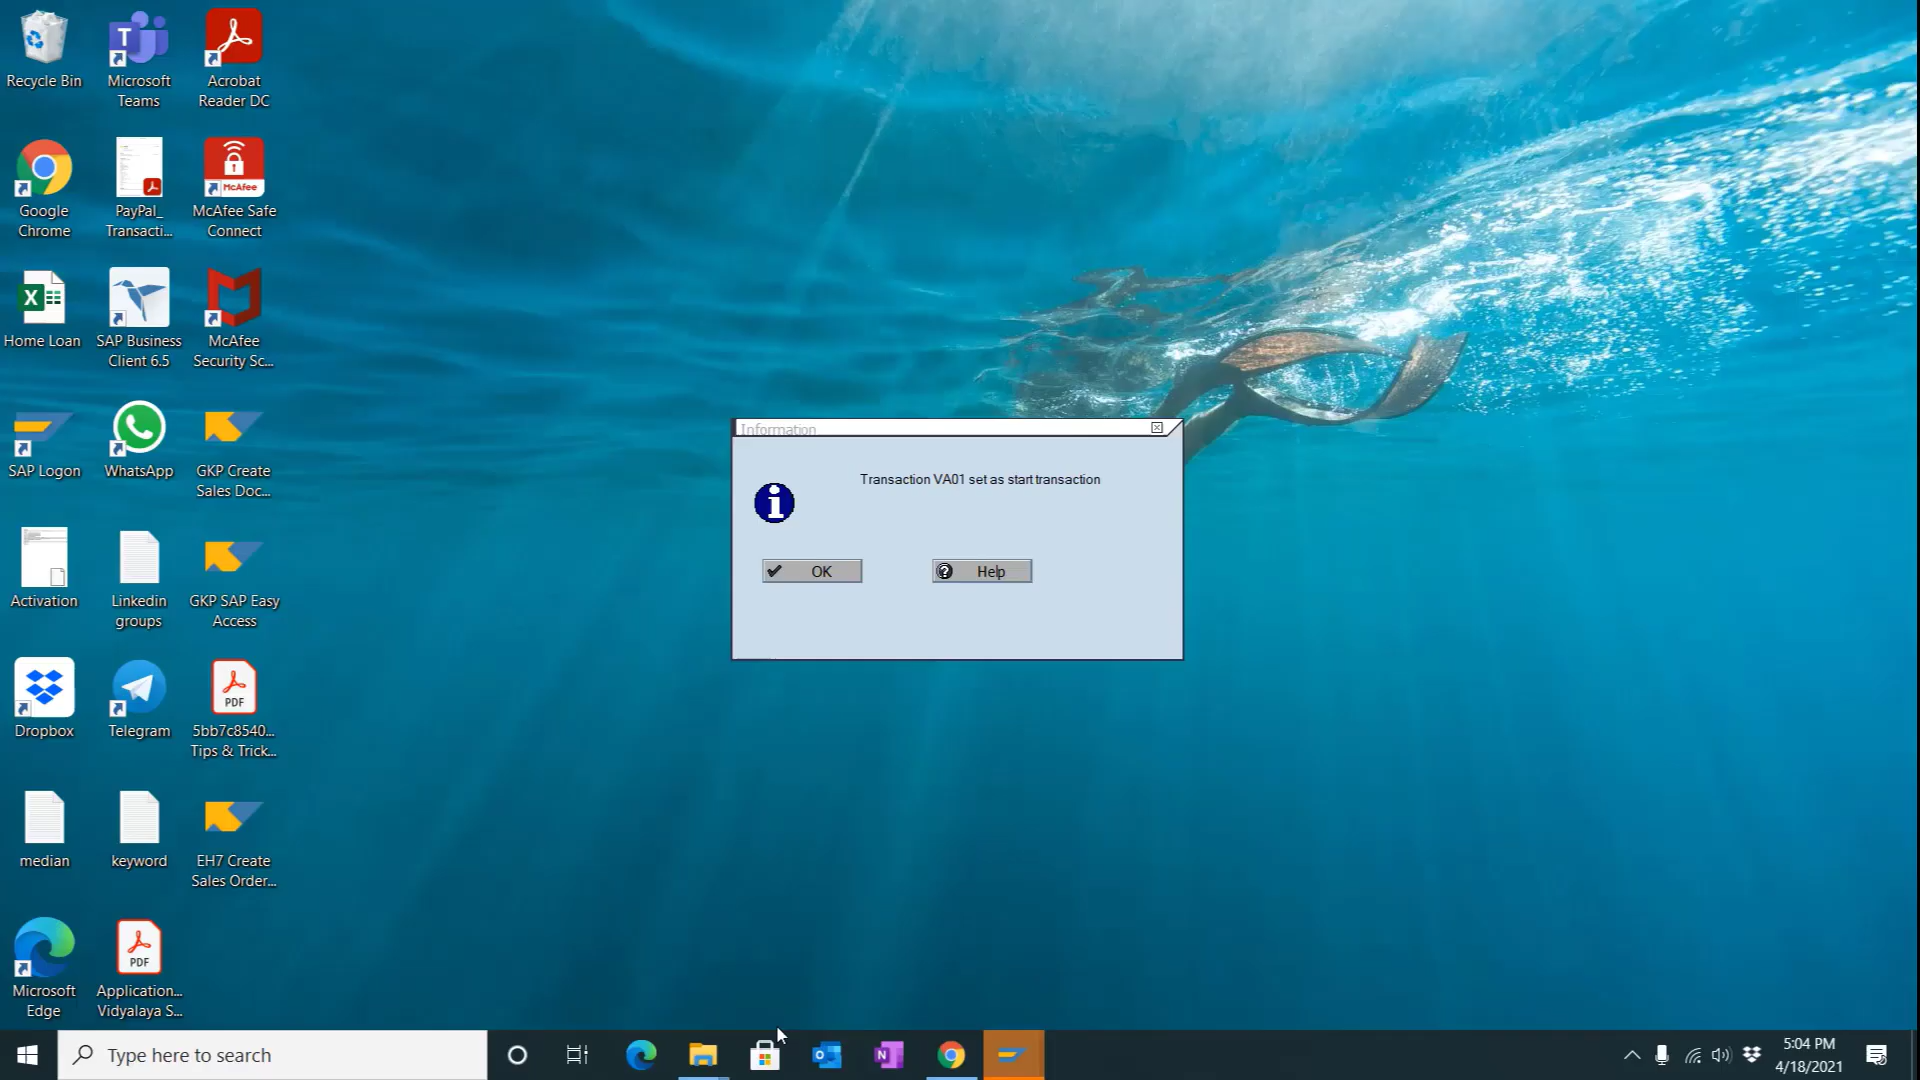 Recycle Bin
Microsoft
Teams
Acrobat
Reader DC
Google
Chrome
PayPal_
Transacti...
McAfee
McAfee Safe
Connect
Home Loan
SAP Business
Client 6.5
McAfee
Security Sc...
SAP Logon
WhatsApp
GKP Create
Sales Doc...
Activation
Linkedin
groups
GKP SAP Easy
Access
Dropbox
Telegram
PDF
5bb7c8540...
Tips & Trick...
median
keyword
EH7 Create
Sales Order...
Microsoft
Edge
PDF
Application...
Vidyalaya S...
Information
Transaction VA01 set as start transaction
OK
Help
Type here to search
5:04 PM
4/18/2021